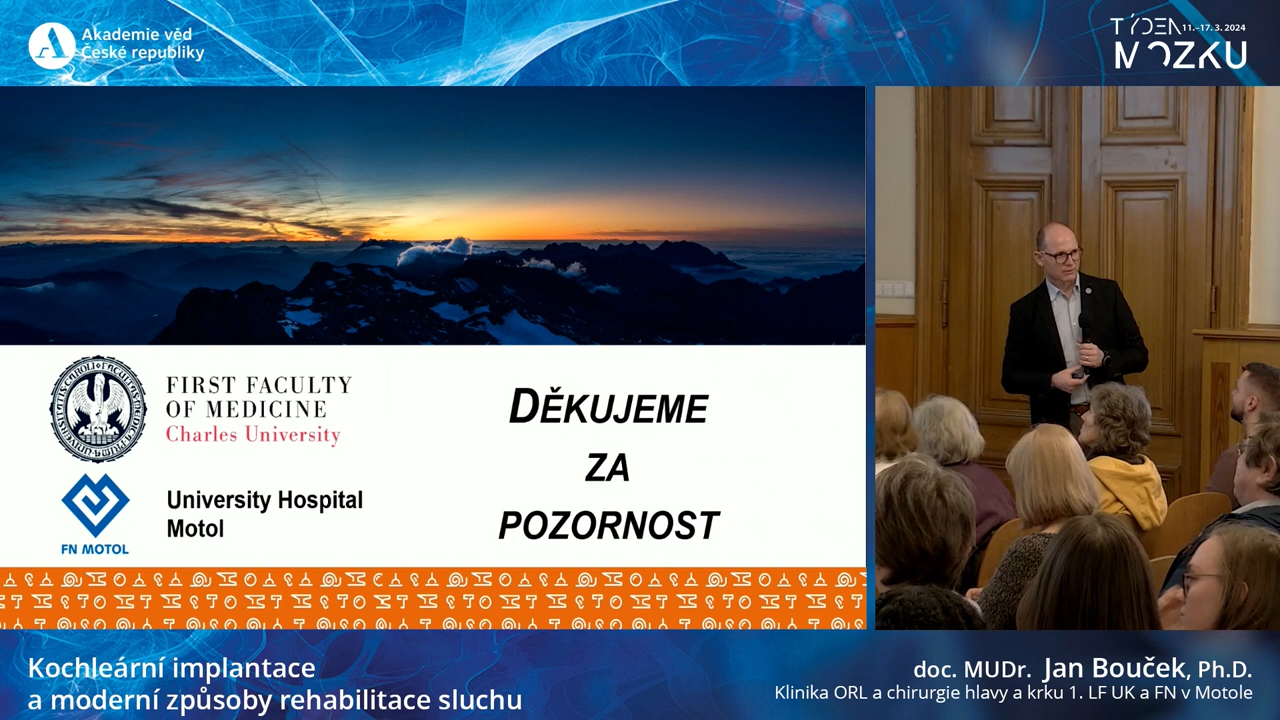 Akademie věd
České republiky
TÝDEN 11.–17. 3. 2024
MOZKU
FIRST FACULTY
OF MEDICINE
Charles University
University Hospital
Motol
FN MOTOL
DĚKUJEME
ZA
POZORNOST
Kochleární implantace
a moderní způsoby rehabilitace sluchu
doc. MUDr. Jan Bouček, Ph.D.
Klinika ORL a chirurgie hlavy a krku 1. LF UK a FN v Motole